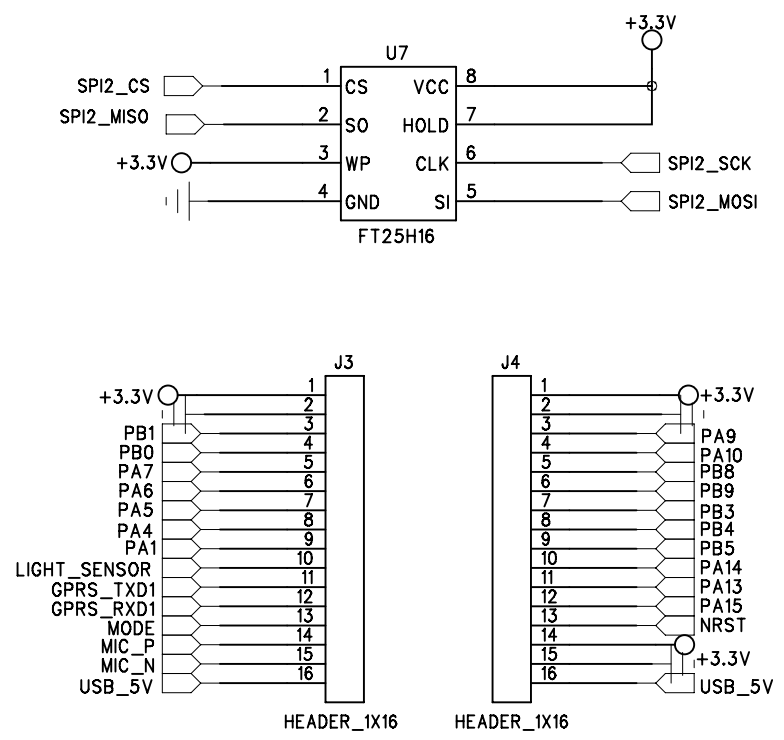 +3.3V
U7
SPI2_CS 1 CS VCC 8
SPI2_MISO 2 SO HOLD 7
+3.3V 3 WP CLK 6 SPI2_SCK
4 GND SI 5 SPI2_MOSI
FT25H16
J3 J4
+3.3V 1 1 +3.3V
2 2
PB1 3 3 PA9
PB0 4 4 PA10
PA7 5 5 PB8
PA6 6 6 PB9
PA5 7 7 PB3
PA4 8 8 PB4
PA1 9 9 PB5
LIGHT_SENSOR 10 10 PA14
GPRS_TXD1 11 11 PA13
GPRS_RXD1 12 12 PA15
MODE 13 13 NRST
MIC_P 14 14
MIC_N 15 15 +3.3V
USB_5V 16 16 USB_5V
HEADER_1X16 HEADER_1X16